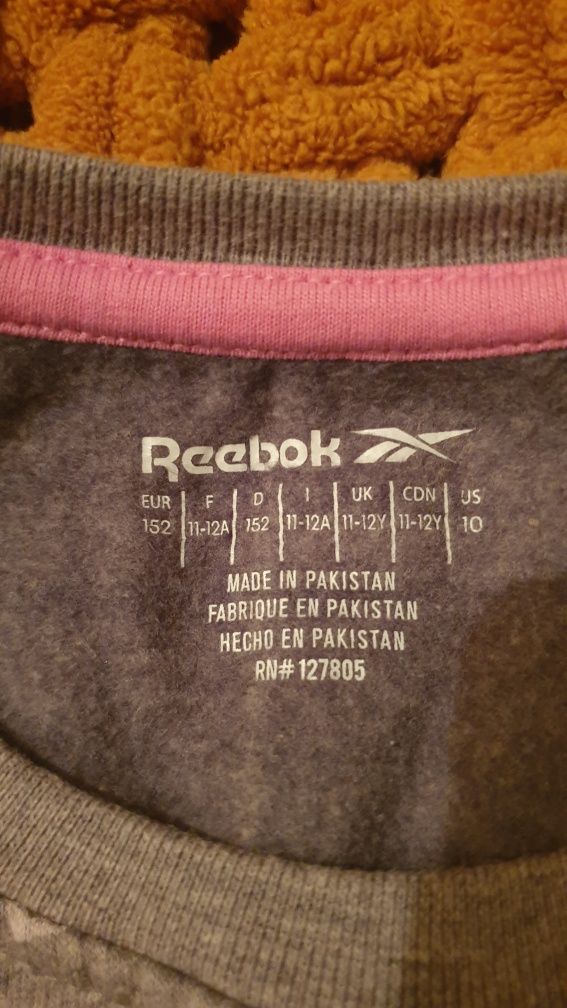 Reebok
EUR F D I UK CDN US
152 11-12A 152 11-12A 11-12Y 11-12Y 10
MADE IN PAKISTAN
FABRIQUE EN PAKISTAN
HECHO EN PAKISTAN
RN# 127805